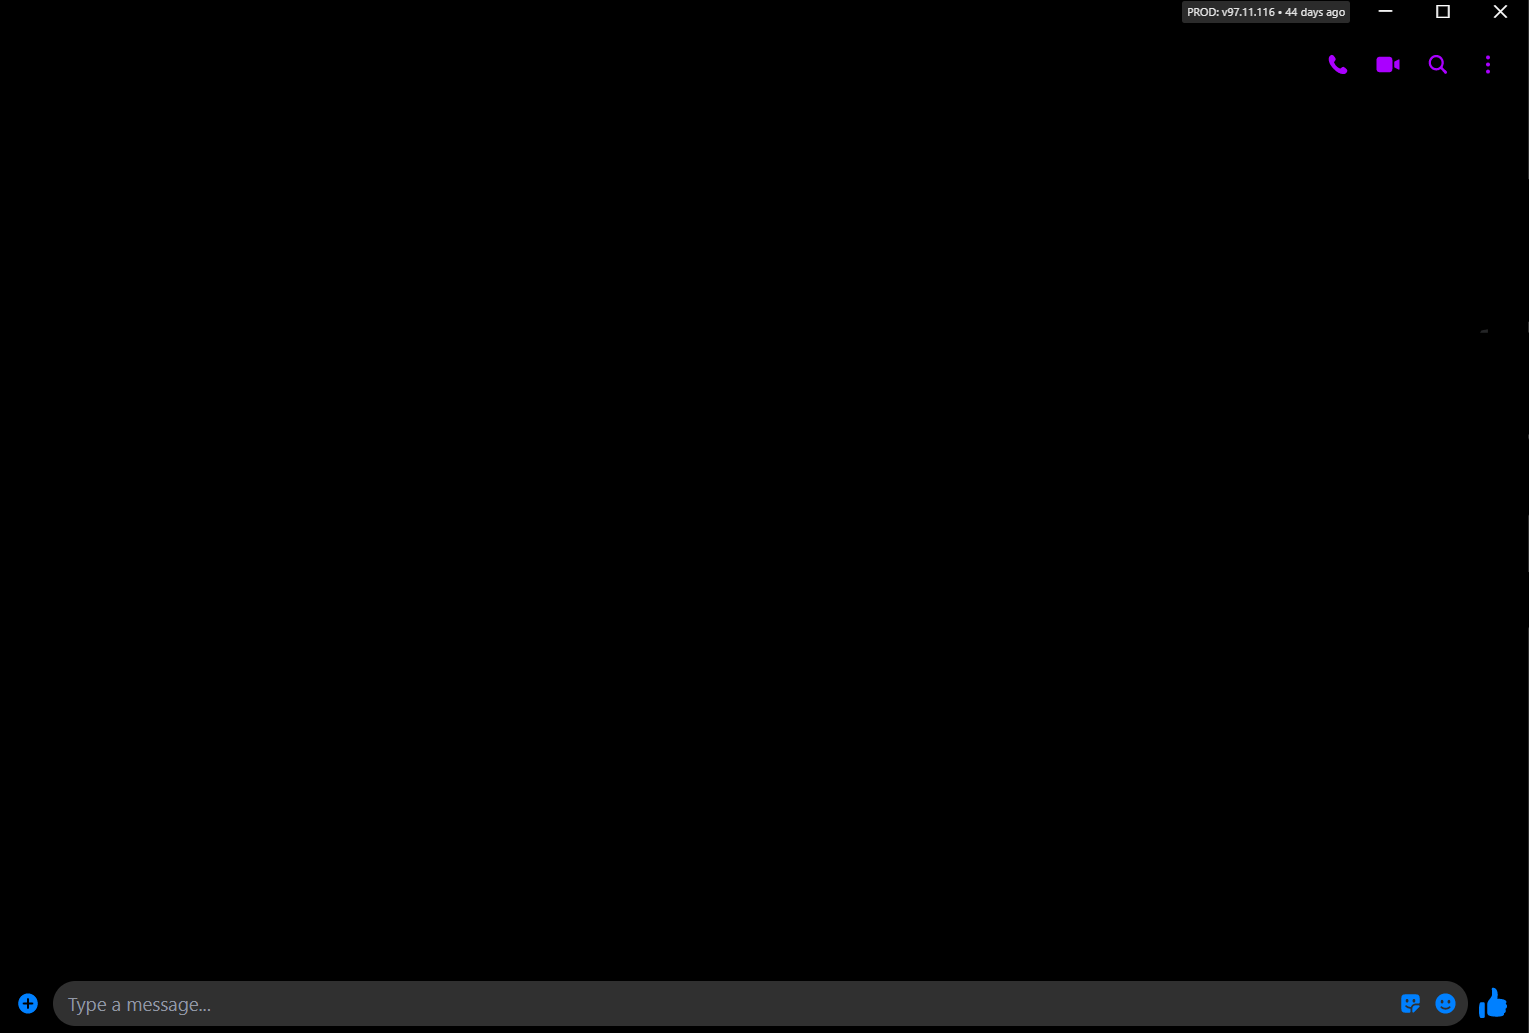 PROD: v97.11.116 • 44 days ago
Type a message...